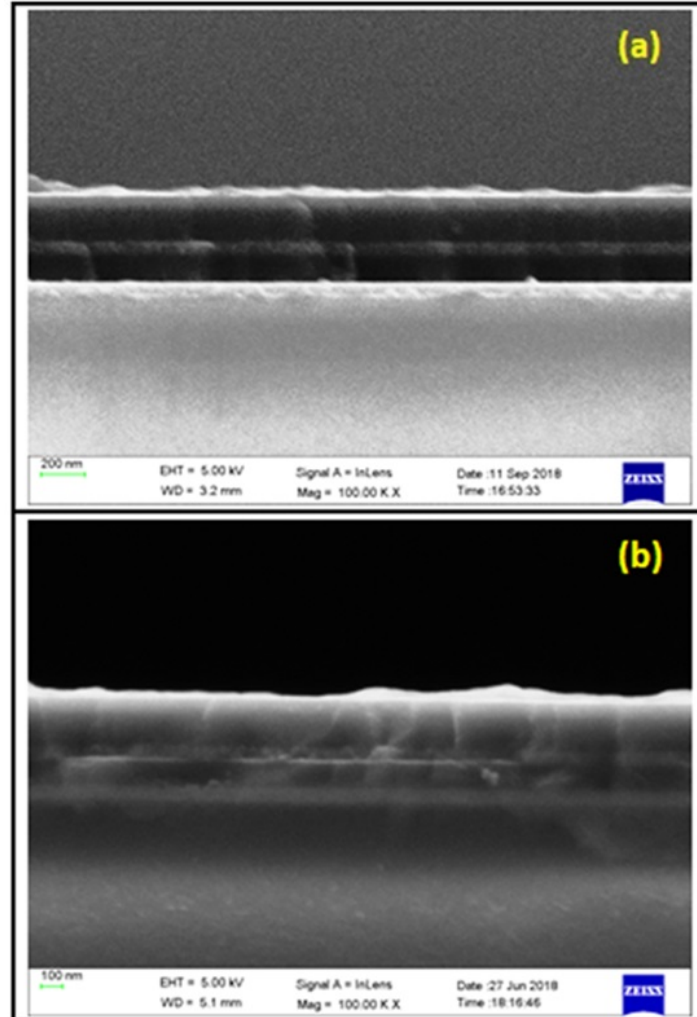 (a)
200 nm
EHT = 5.00 kV
Signal A = InLens
Date :11 Sep 2018
WD = 3.2 mm
Mag = 100.00 K X
Time :16:53:33
ZEISS
(b)
100 nm
EHT = 5.00 kV
Signal A = InLens
Date :27 Jun 2018
WD = 5.1 mm
Mag = 100.00 K X
Time :18:16:46
ZEISS